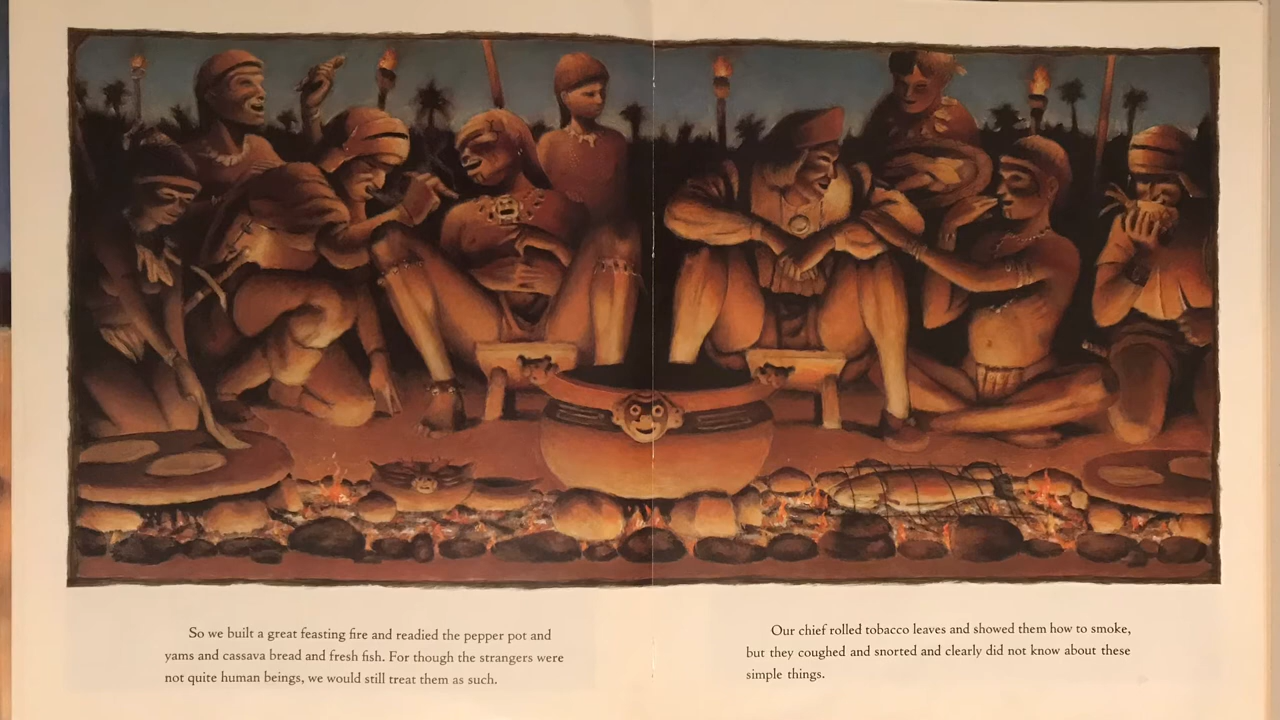 So we built a great feasting fire and readied the pepper pot and
yams and cassava bread and fresh fish. For though the strangers were
not quite human beings, we would still treat them as such.
Our chief rolled tobacco leaves and showed them how to smoke,
but they coughed and snorted and clearly did not know about these
simple things.